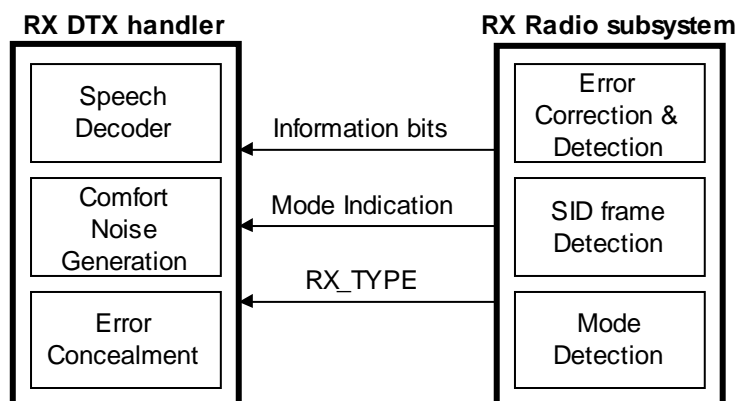 RX DTX handler
RX Radio subsystem
Speech
Decoder
Comfort
Noise
Generation
Error
Concealment
Information bits
Mode Indication
RX_TYPE
Error
Correction &
Detection
SID frame
Detection
Mode
Detection